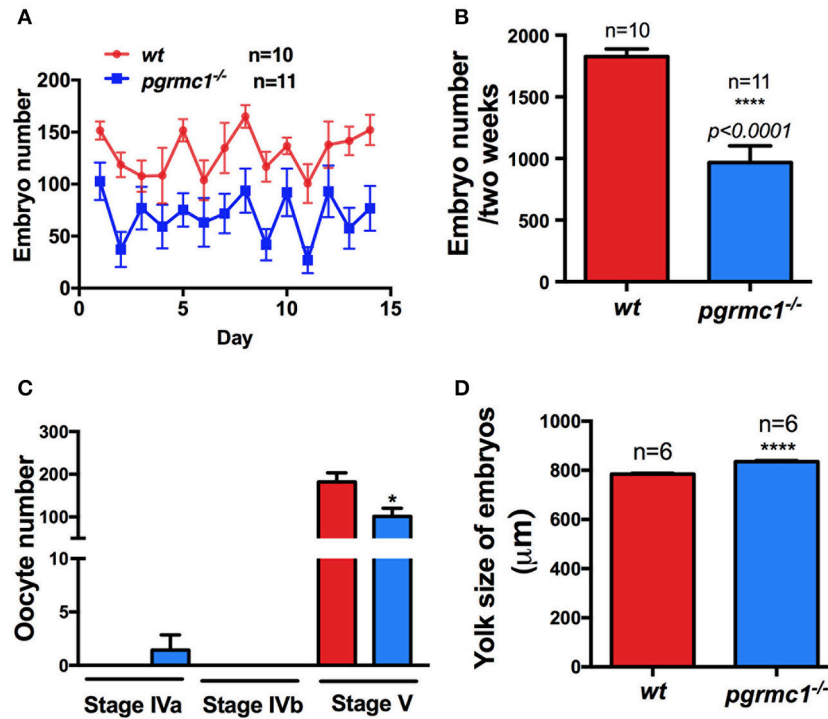 A
wt n=10
pgrmc1-/- n=11
Embryo number
200
150
100
50
0
0 5 10 15
Day
B
Embryo number
/two weeks
2000
1500
1000
500
0
n=10
n=11
****
p<0.0001
wt pgrmc1-/-
C
Oocyte number
300
200
100
10
5
0
*
Stage IVa Stage IVb Stage V
D
Yolk size of embryos
(μm)
1000
800
600
400
200
0
n=6
n=6
****
wt pgrmc1-/-